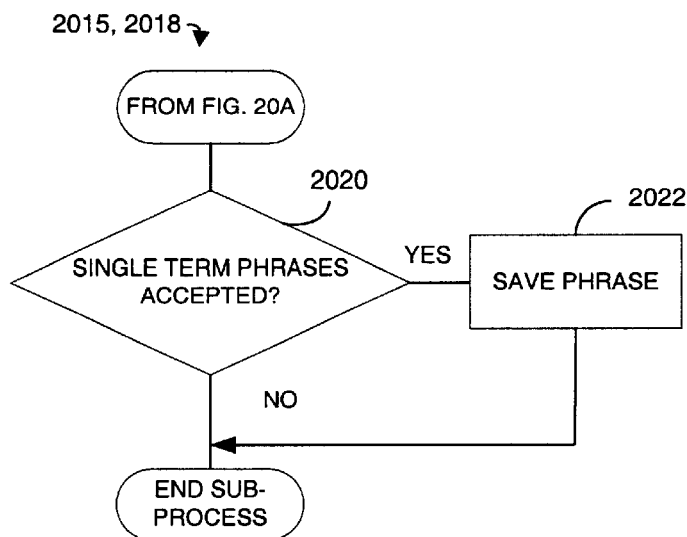 2015, 2018
FROM FIG. 20A
2020
2022
SINGLE TERM PHRASES
ACCEPTED?
YES
SAVE PHRASE
NO
END SUB-
PROCESS